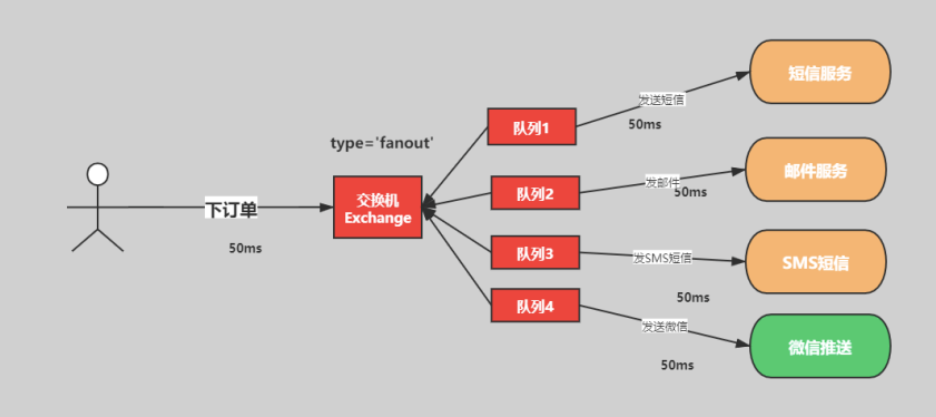 短信服务
发送短信
50ms
队列1
type='fanout'
邮件服务
发邮件
50ms
队列2
交换机
Exchange
下订单
50ms
队列3
发SMS短信
SMS短信
50ms
队列4
发送微信
微信推送
50ms